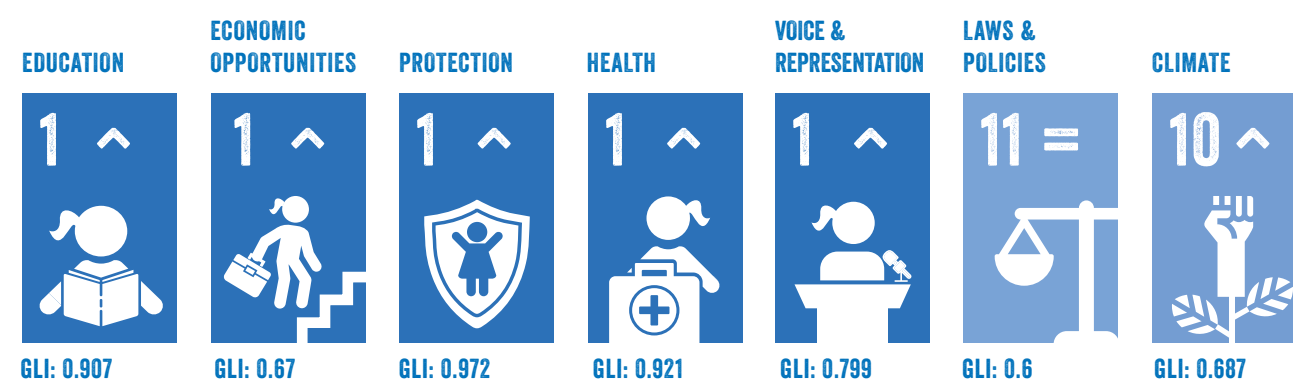 EDUCATION
ECONOMIC
OPPORTUNITIES
PROTECTION
HEALTH
VOICE &
REPRESENTATION
LAWS &
POLICIES
CLIMATE
1
1
1
1
1
11 =
10
GLI: 0.907
GLI: 0.67
GLI: 0.972
GLI: 0.921
GLI: 0.799
GLI: 0.6
GLI: 0.687